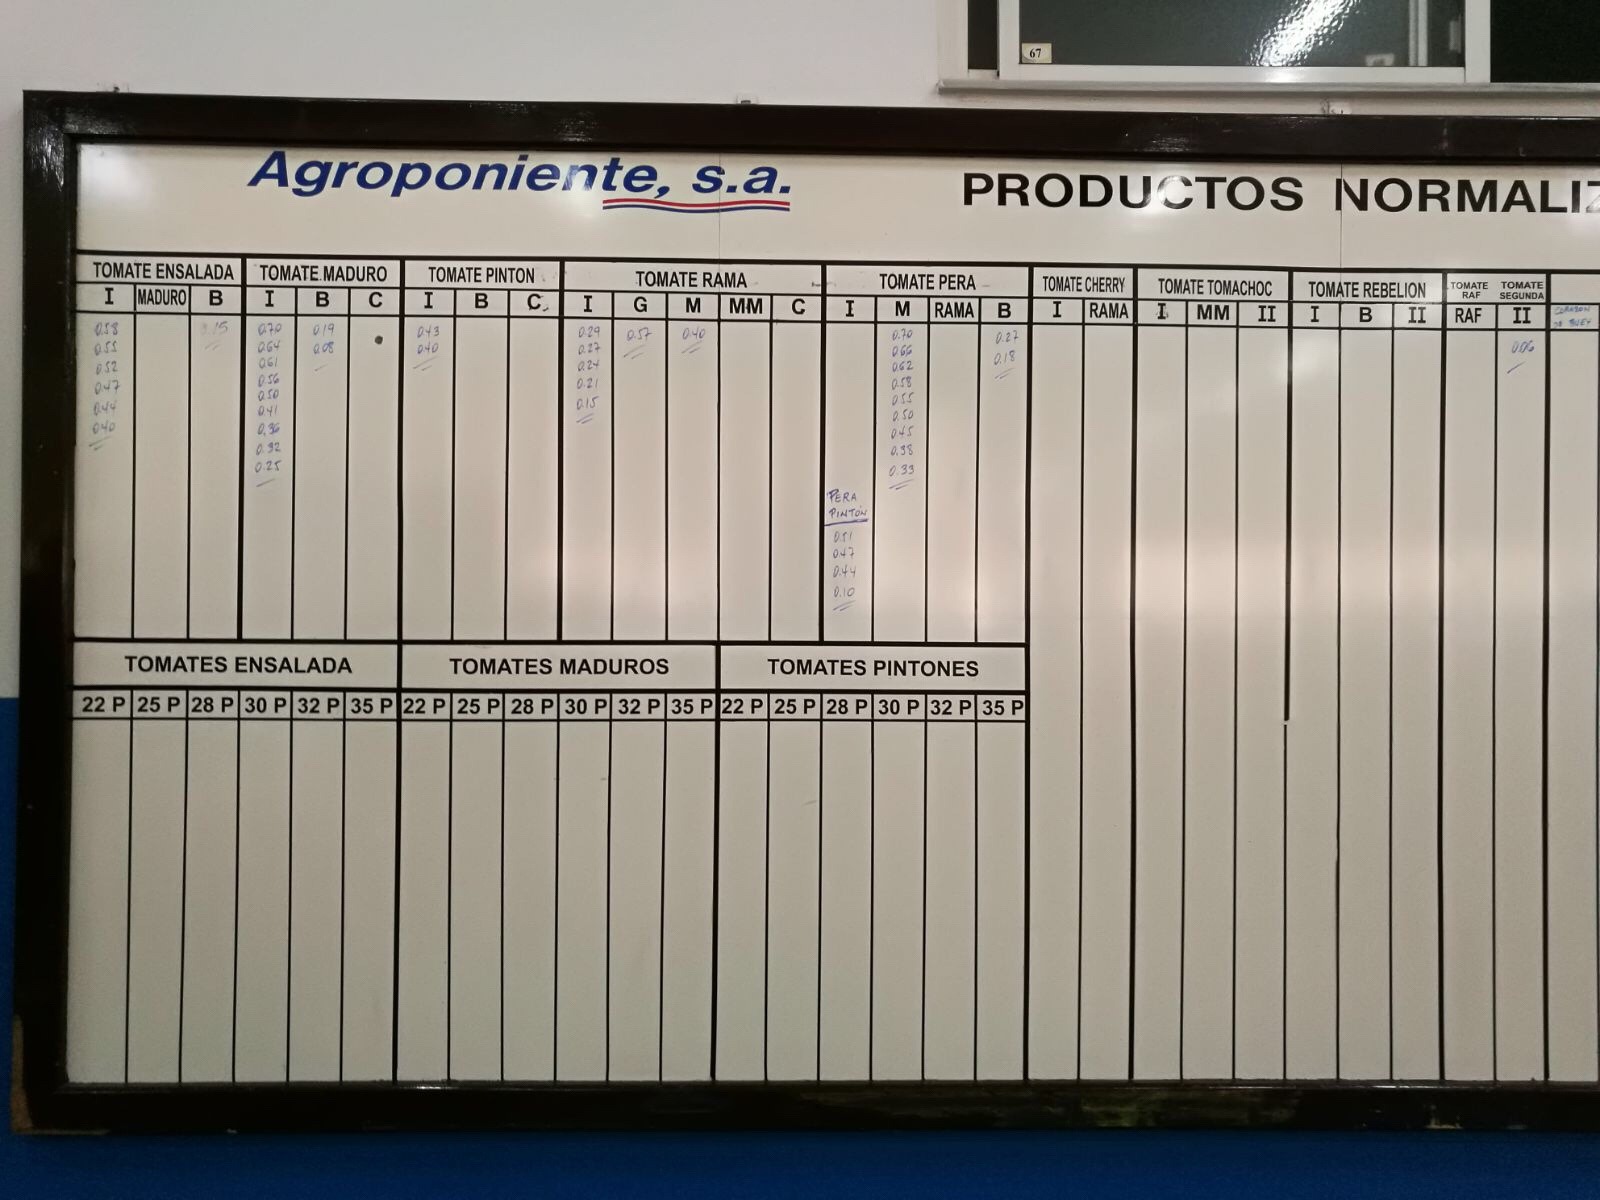 67
Agroponiente, s.a.
PRODUCTOS NORMALIZ
TOMATE ENSALADA TOMATE MADURO TOMATE PINTON TOMATE RAMA TOMATE PERA TOMATE CHERRY TOMATE TOMACHOC TOMATE REBELION TOMATE RAF TOMATE SEGUNDA
I MADURO B I B C I B C I G M MM C I M RAMA B I RAMA I MM II I B II RAF II CORAZON DE BUEY
0.58 0.15 0.70 0.19 0.43 0.29 0.57 0.40 0.70 0.27
0.55 0.64 0.08 0.40 0.27 0.66 0.18 0.06
0.52 0.61 0.24 0.62
0.47 0.56 0.21 0.58
0.44 0.50 0.15 0.55
0.40 0.41 0.50
0.36 0.45
0.32 0.38
0.25 0.33
PERA
PINTÓN
0.51
0.47
0.44
0.10
TOMATES ENSALADA TOMATES MADUROS TOMATES PINTONES
22 P 25 P 28 P 30 P 32 P 35 P 22 P 25 P 28 P 30 P 32 P 35 P 22 P 25 P 28 P 30 P 32 P 35 P